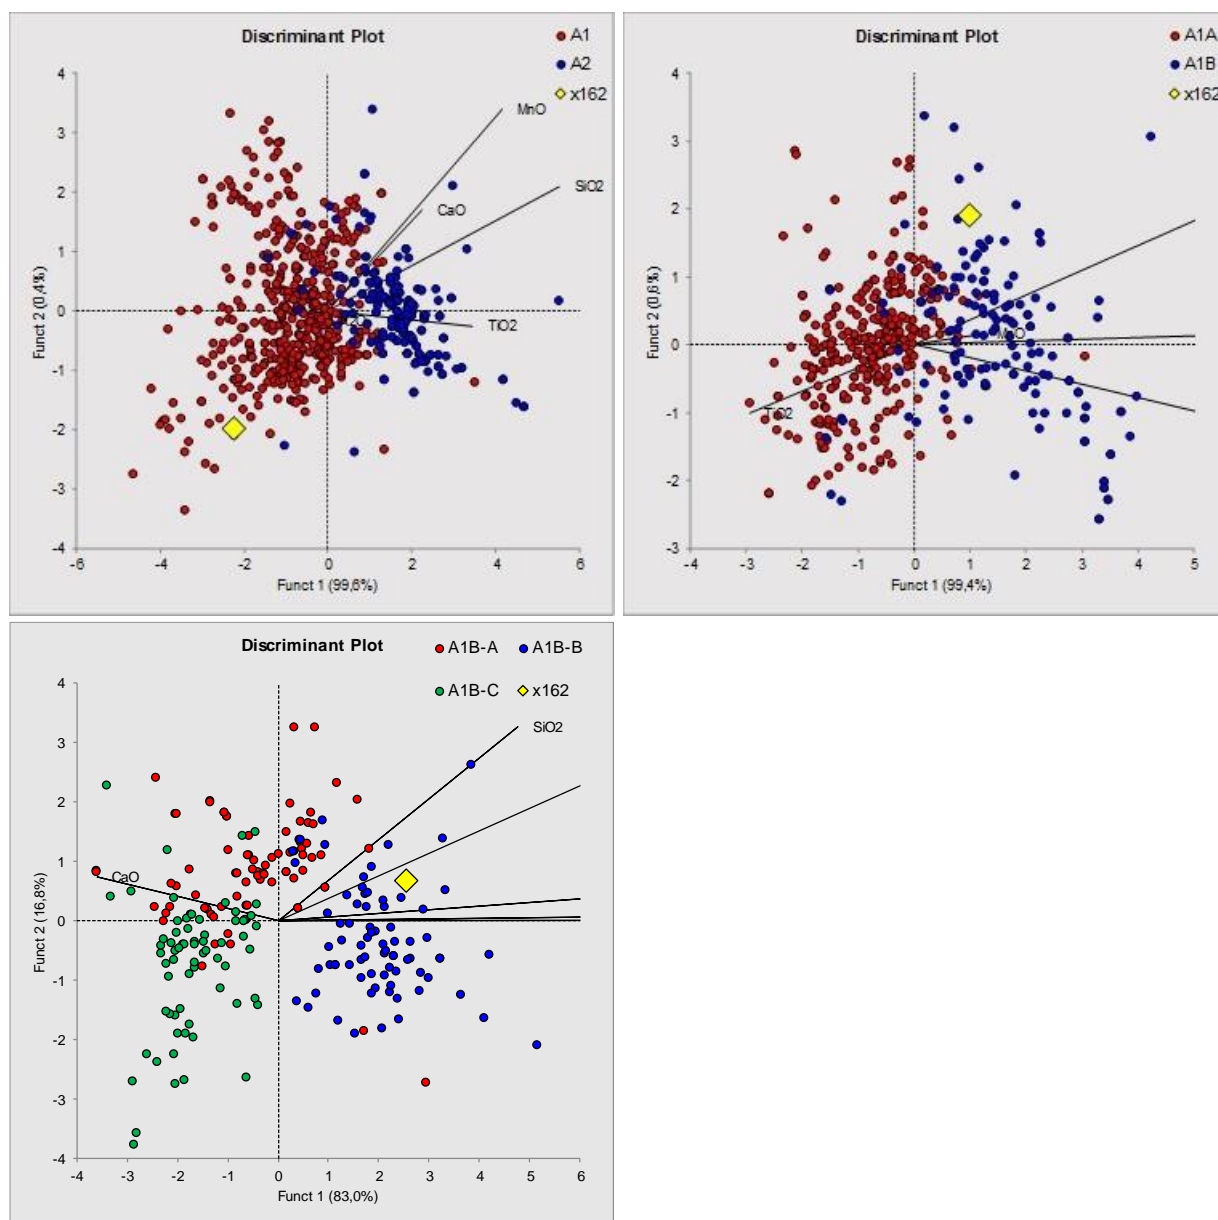 Discriminant Plot
A1
A2
x162
4
3
2
1
0
-1
-2
-3
-4
MnO
SiO2
CaO
TiO2
Funct 2 (0,4%)
-6 -4 -2 0 2 4 6
Funct 1 (99,6%)
Discriminant Plot
A1A
A1B
x162
4
3
2
1
0
-1
-2
-3
MnO
TiO2
Funct 2 (0,6%)
-4 -3 -2 -1 0 1 2 3 4 5
Funct 1 (99,4%)
Discriminant Plot
A1B-A A1B-B
A1B-C x162
4
3
2
1
0
-1
-2
-3
-4
SiO2
CaO
Funct 2 (16,8%)
-4 -3 -2 -1 0 1 2 3 4 5 6
Funct 1 (83,0%)